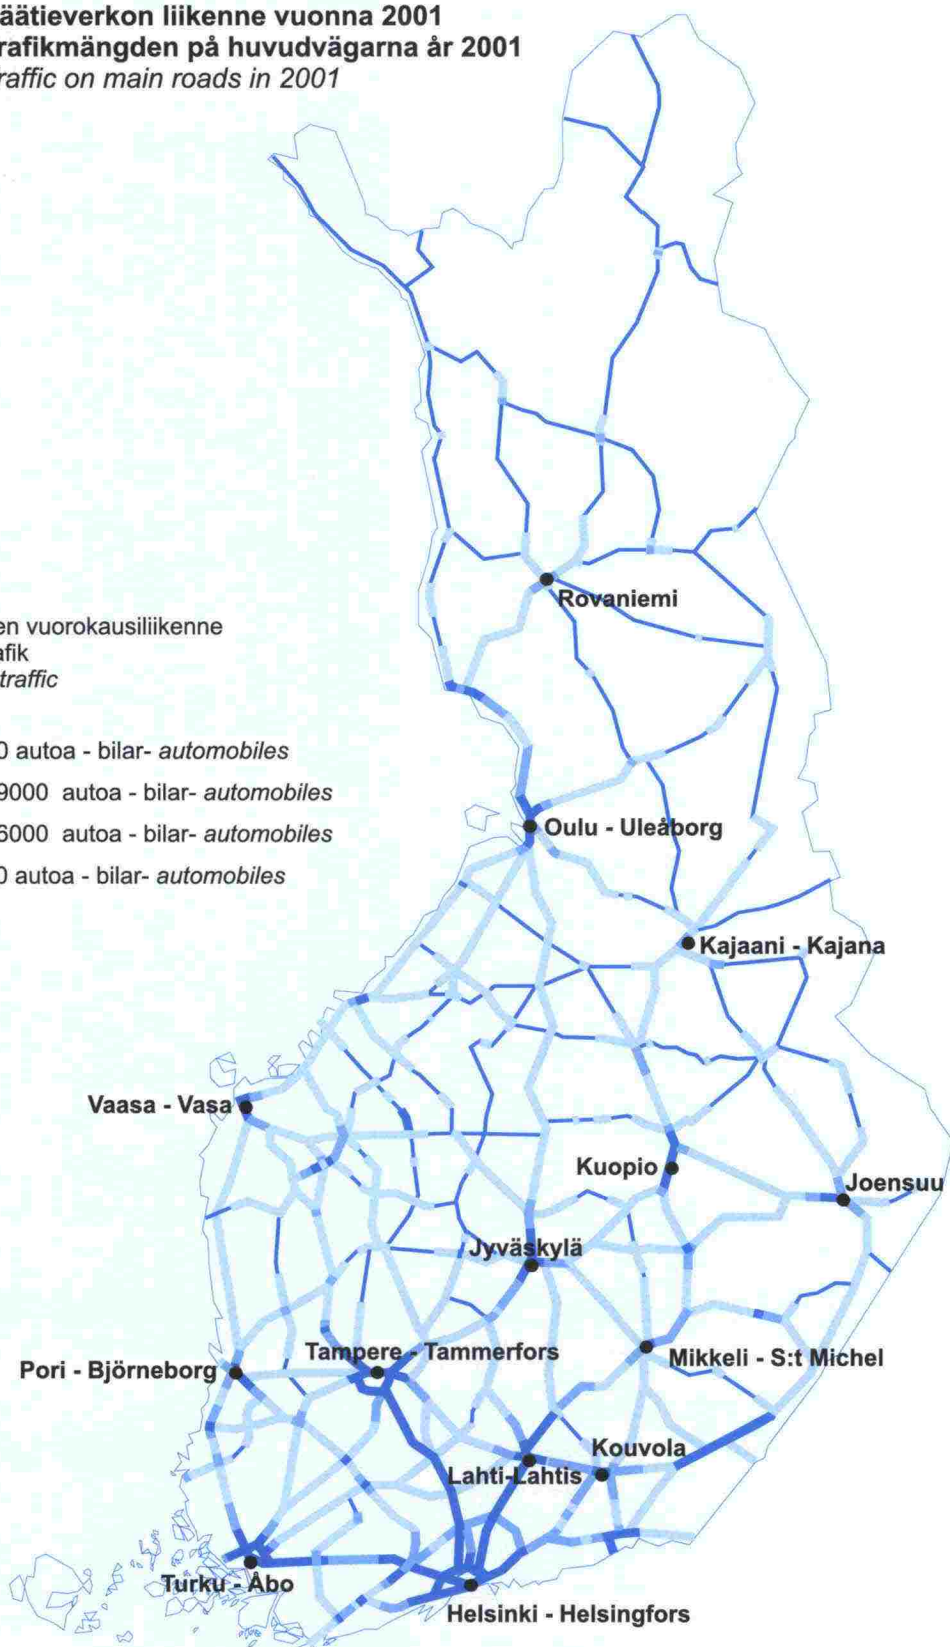 äätieverkon liikenne vuonna 2001
rafikmängden på huvudvägarna år 2001
raffic on main roads in 2001
Rovaniemi
en vuorokausiliikenne
afik
traffic
0 autoa - bilar- automobiles
9000 autoa - bilar- automobiles
6000 autoa - bilar- automobiles
0 autoa - bilar- automobiles
Oulu - Uleåborg
Kajaani - Kajana
Vaasa - Vasa
Kuopio
Joensuu
Jyväskylä
Tampere - Tammerfors
Mikkeli - S:t Michel
Pori - Björneborg
Kouvola
Lahti-Lahtis
Turku - Åbo
Helsinki - Helsingfors